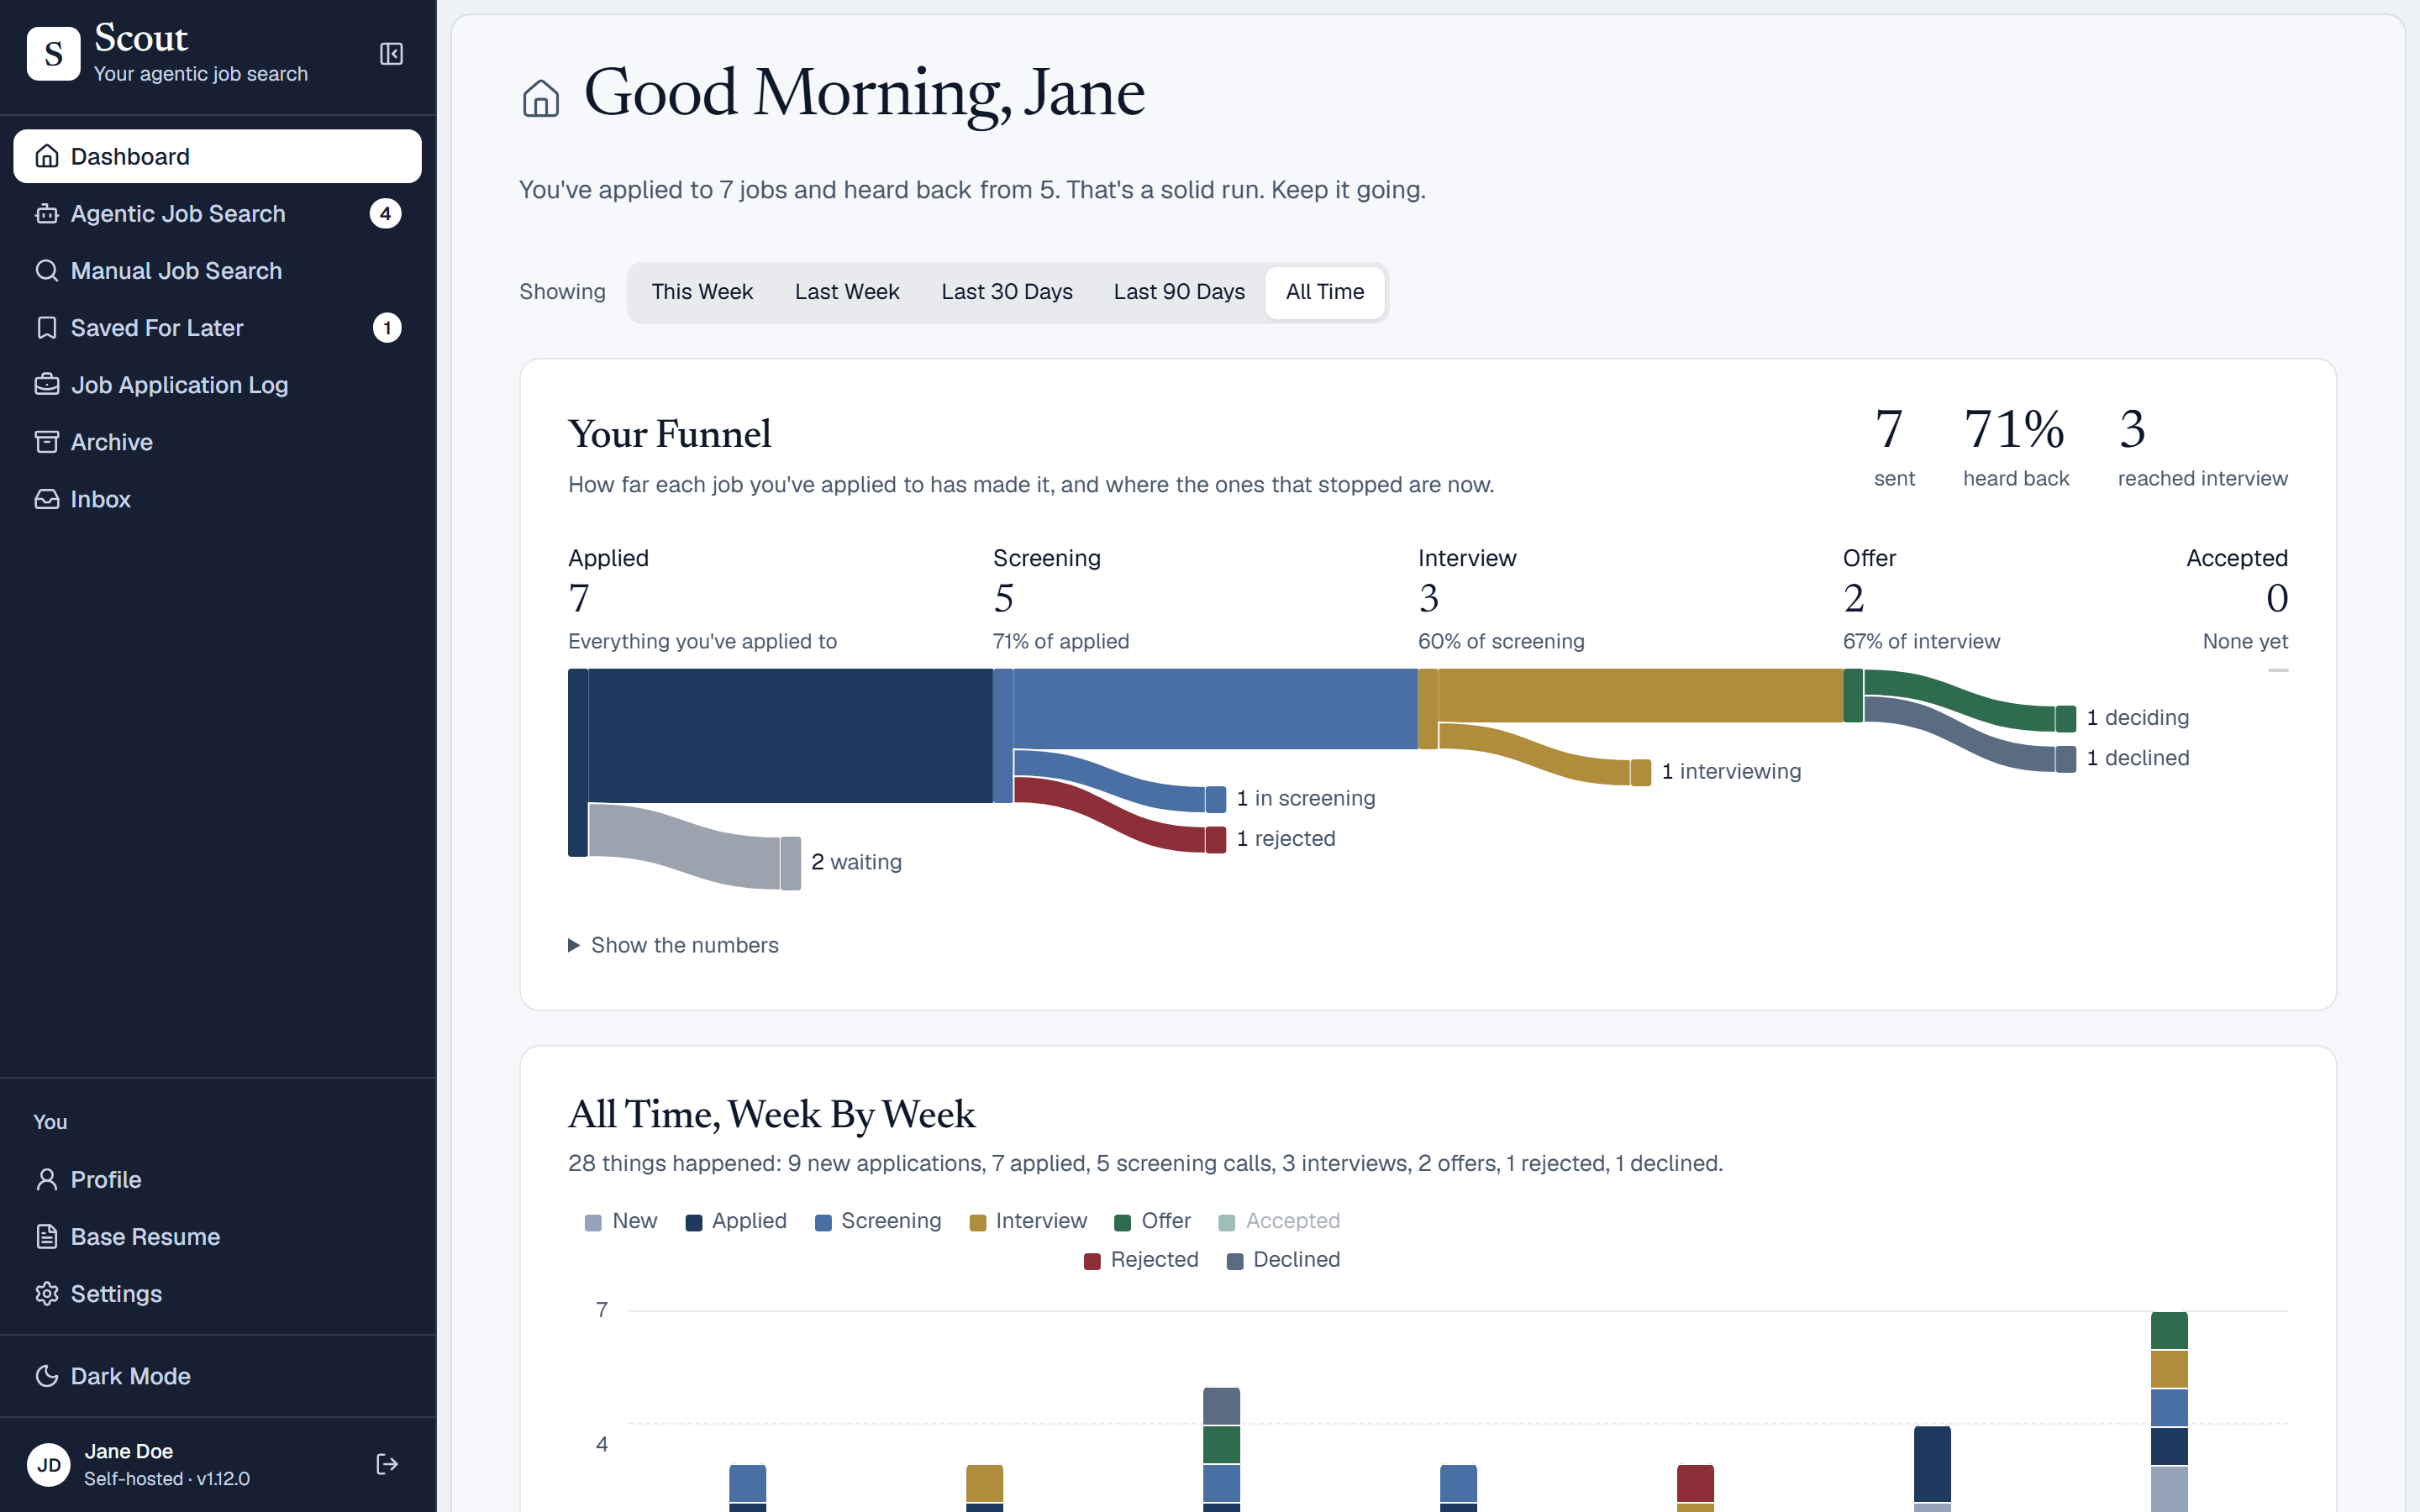 S
Scout
Your agentic job search
Dashboard
Agentic Job Search 4
Manual Job Search
Saved For Later 1
Job Application Log
Archive
Inbox
You
Profile
Base Resume
Settings
Dark Mode
JD
Jane Doe
Self-hosted · v1.12.0
Good Morning, Jane
You've applied to 7 jobs and heard back from 5. That's a solid run. Keep it going.
Showing This Week Last Week Last 30 Days Last 90 Days All Time
Your Funnel
How far each job you've applied to has made it, and where the ones that stopped are now.
7 71% 3
sent heard back reached interview
Applied Screening Interview Offer Accepted
7 5 3 2 0
Everything you've applied to 71% of applied 60% of screening 67% of interview None yet
1 deciding
1 declined
1 interviewing
1 in screening
1 rejected
2 waiting
Show the numbers
All Time, Week By Week
28 things happened: 9 new applications, 7 applied, 5 screening calls, 3 interviews, 2 offers, 1 rejected, 1 declined.
New Applied Screening Interview Offer Accepted
Rejected Declined
7
4